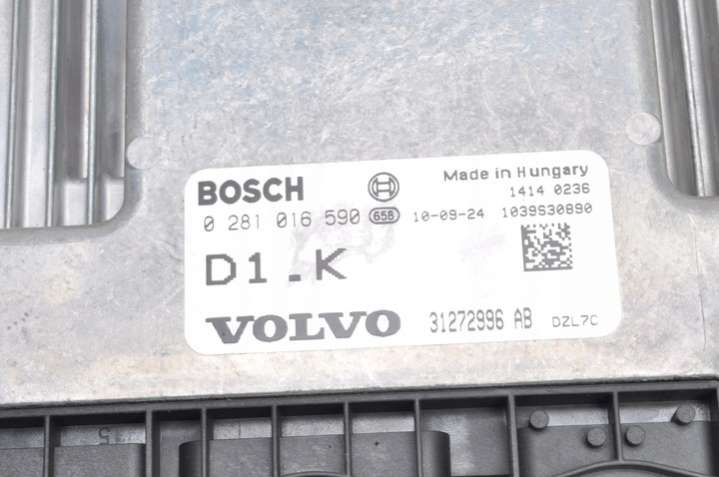 BOSCH
Made in Hungary
1414 0236
0 281 016 590 658 10-09-24 1039S30890
D1.K
VOLVO 31272996 AB DZL7C